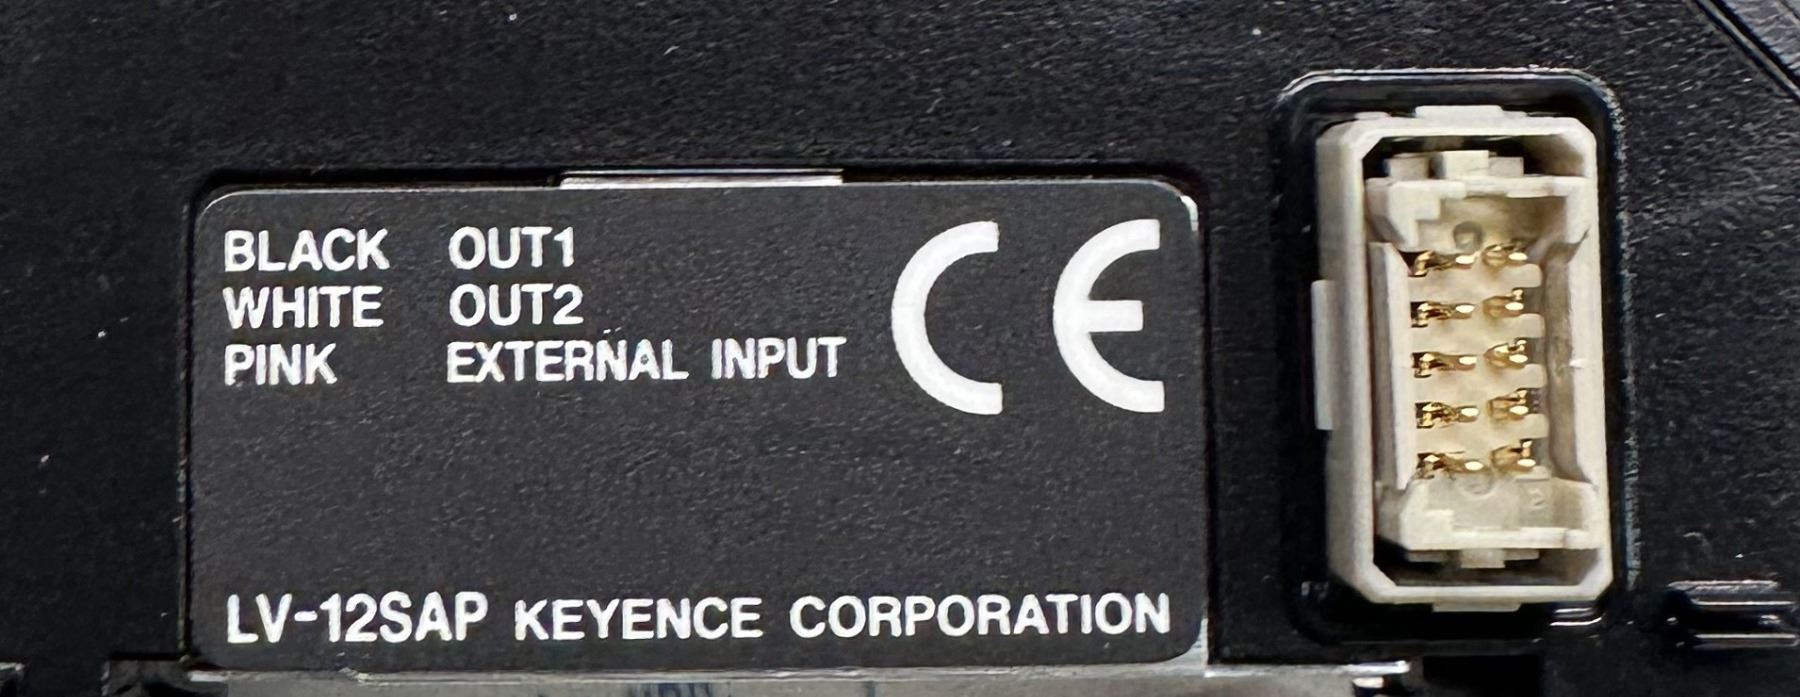 BLACK OUT1
WHITE OUT2
PINK EXTERNAL INPUT
CE
LV-12SAP KEYENCE CORPORATION